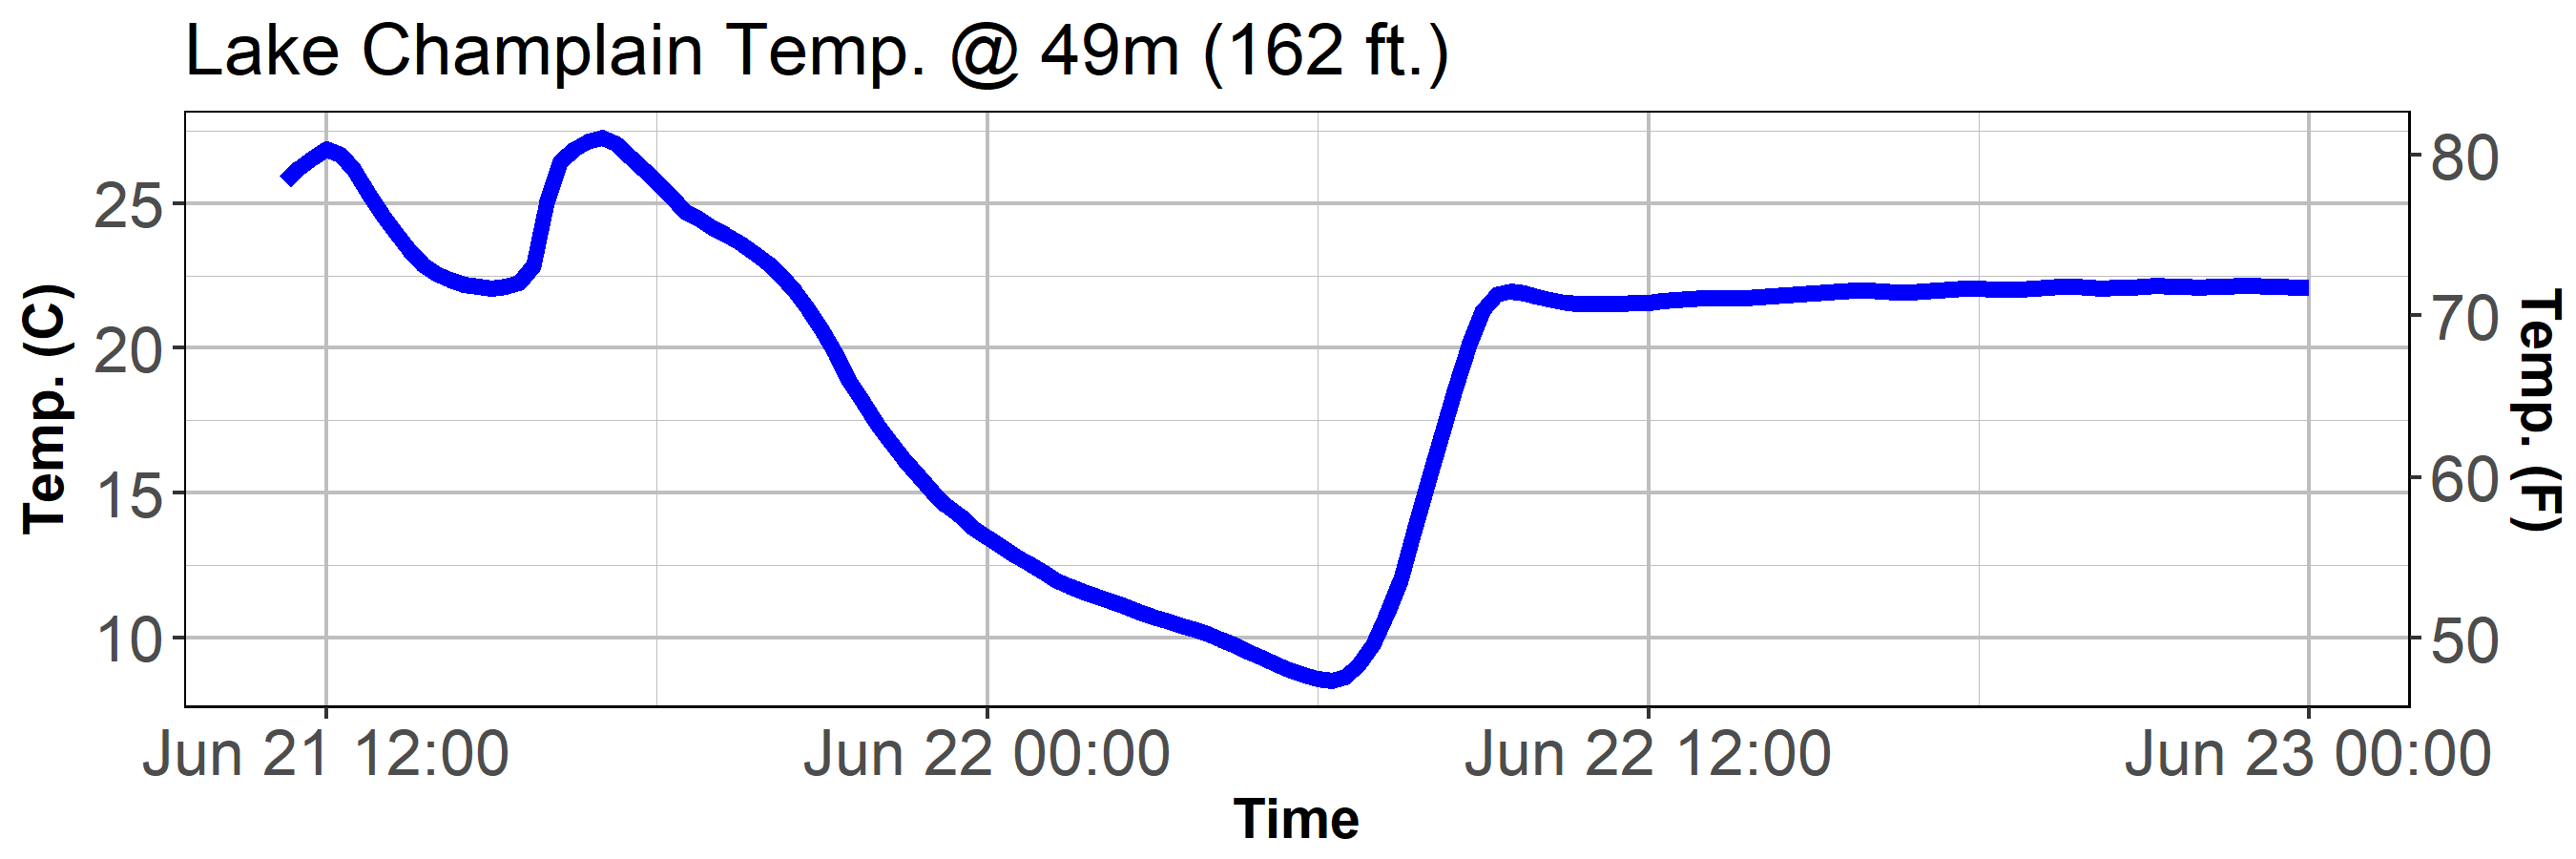 Lake Champlain Temp. @ 49m (162 ft.)
Temp. (C)
25
20
15
10
80
70
60
50
Temp. (F)
Jun 21 12:00
Jun 22 00:00
Jun 22 12:00
Jun 23 00:00
Time